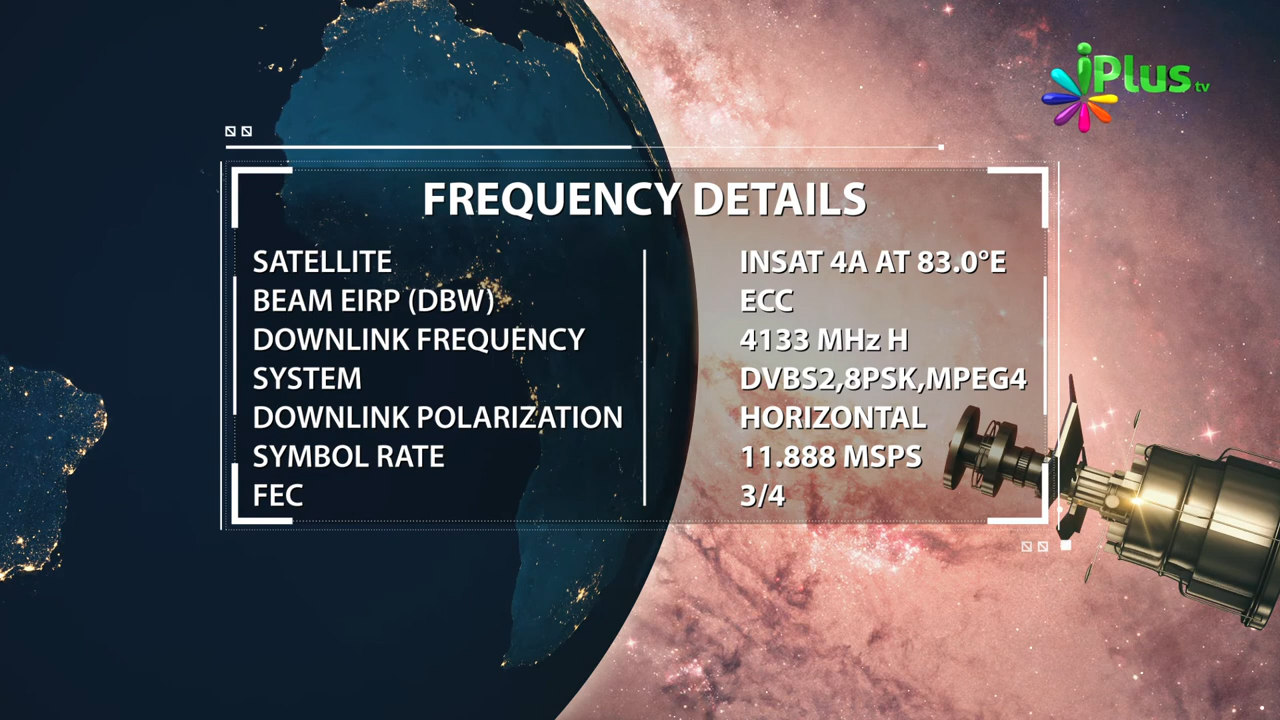 iPlus tv
FREQUENCY DETAILS
SATELLITE INSAT 4A AT 83.0°E
BEAM EIRP (DBW) ECC
DOWNLINK FREQUENCY 4133 MHz H
SYSTEM DVBS2,8PSK,MPEG4
DOWNLINK POLARIZATION HORIZONTAL
SYMBOL RATE 11.888 MSPS
FEC 3/4